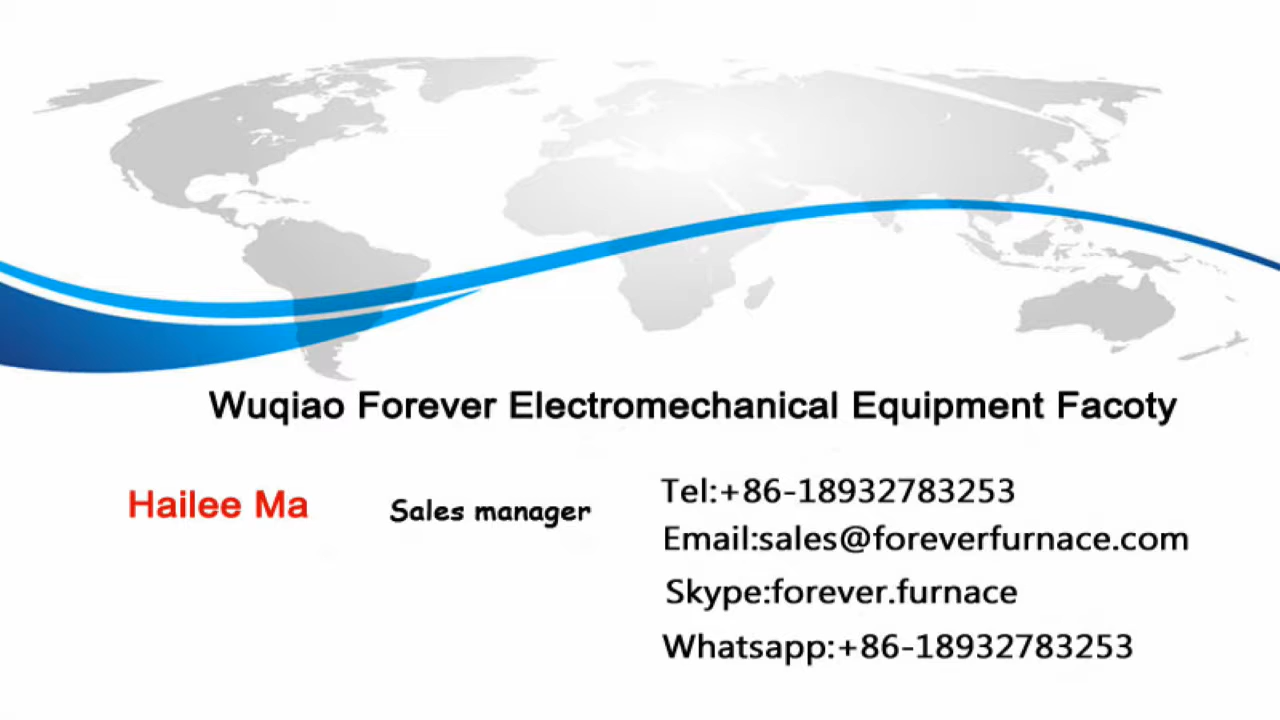 Wuqiao Forever Electromechanical Equipment Facoty
Hailee Ma
Sales manager
Tel:+86-18932783253
Email:sales@foreverfurnace.com
Skype:forever.furnace
Whatsapp:+86-18932783253